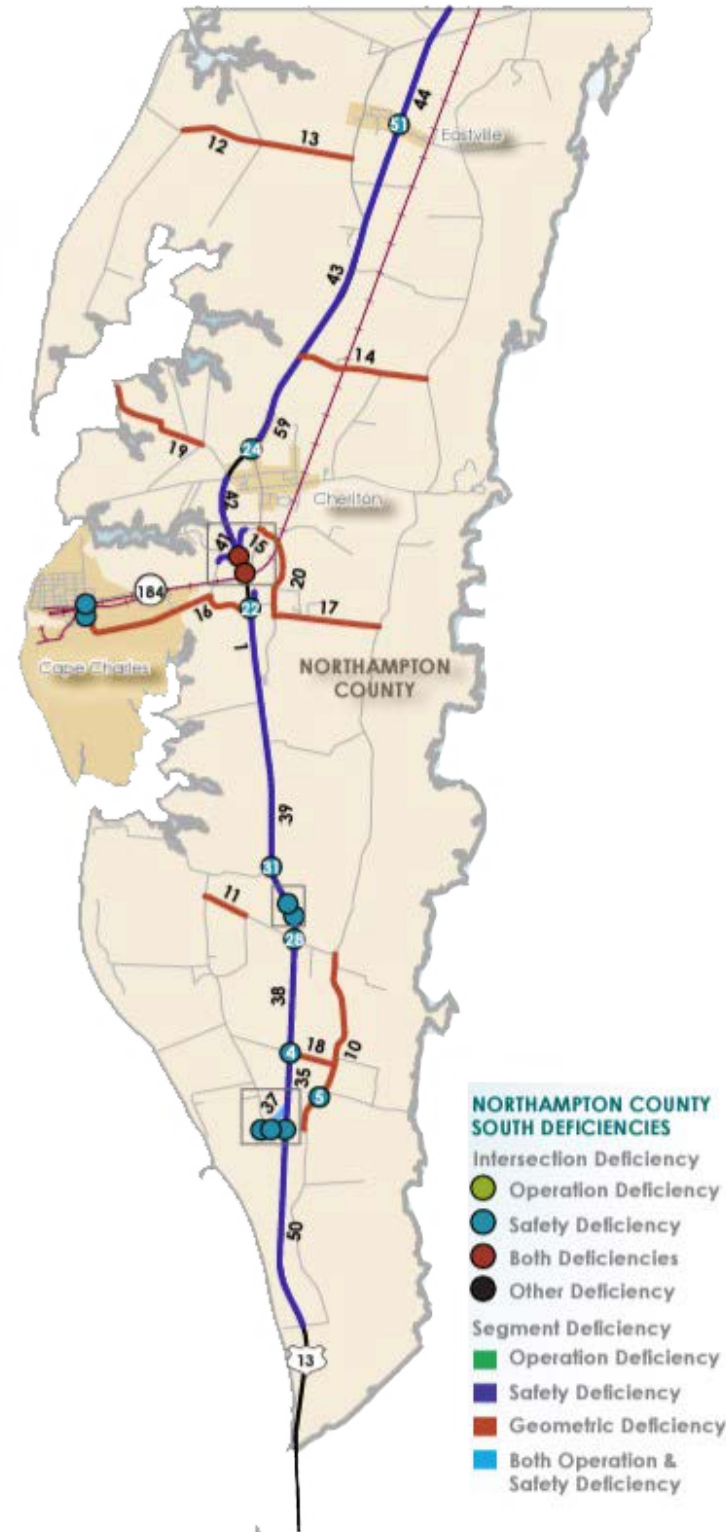 44
51
Eastville
12
13
43
14
59
19
24
42
Cheriton
41
15
20
184
16
22
17
1
Cape Charles
NORTHAMPTON
COUNTY
39
31
11
28
38
10
4
18
35
5
37
50
13
NORTHAMPTON COUNTY
SOUTH DEFICIENCIES
Intersection Deficiency
Operation Deficiency
Safety Deficiency
Both Deficiencies
Other Deficiency
Segment Deficiency
Operation Deficiency
Safety Deficiency
Geometric Deficiency
Both Operation &
Safety Deficiency